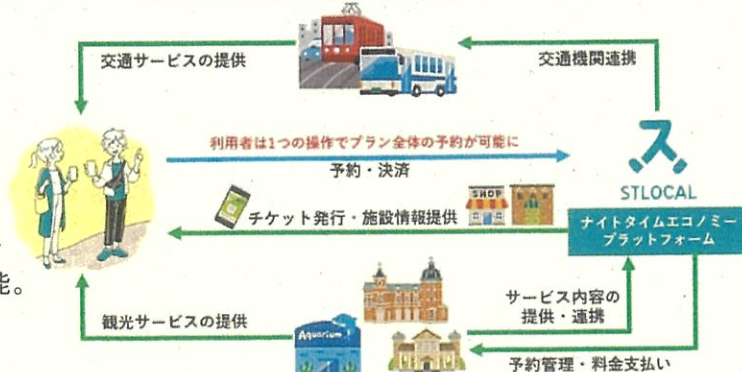 交通サービスの提供
交通機関連携
利用者は1つの操作でプラン全体の予約が可能に
予約・決済
ス
STLOCAL
SHOP
チケット発行・施設情報提供
ナイトタイムエコノミー
プラットフォーム
能。
サービス内容の
提供・連携
観光サービスの提供
Aquarium
予約管理・料金支払い